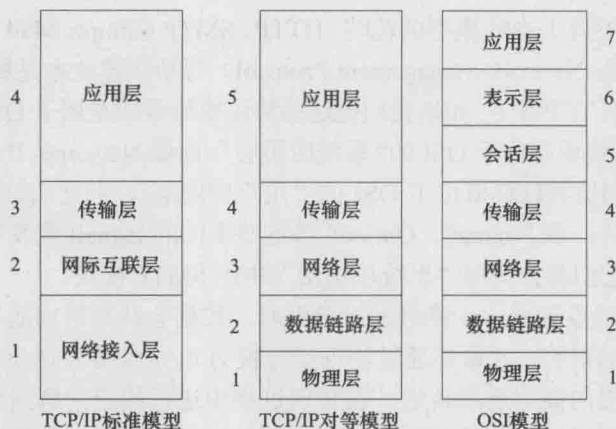 4 应用层
3 传输层
2 网际互联层
1 网络接入层
TCP/IP标准模型
5 应用层
4 传输层
3 网络层
2 数据链路层
1 物理层
TCP/IP对等模型
应用层 7
表示层 6
会话层 5
传输层 4
网络层 3
数据链路层 2
物理层 1
OSI模型